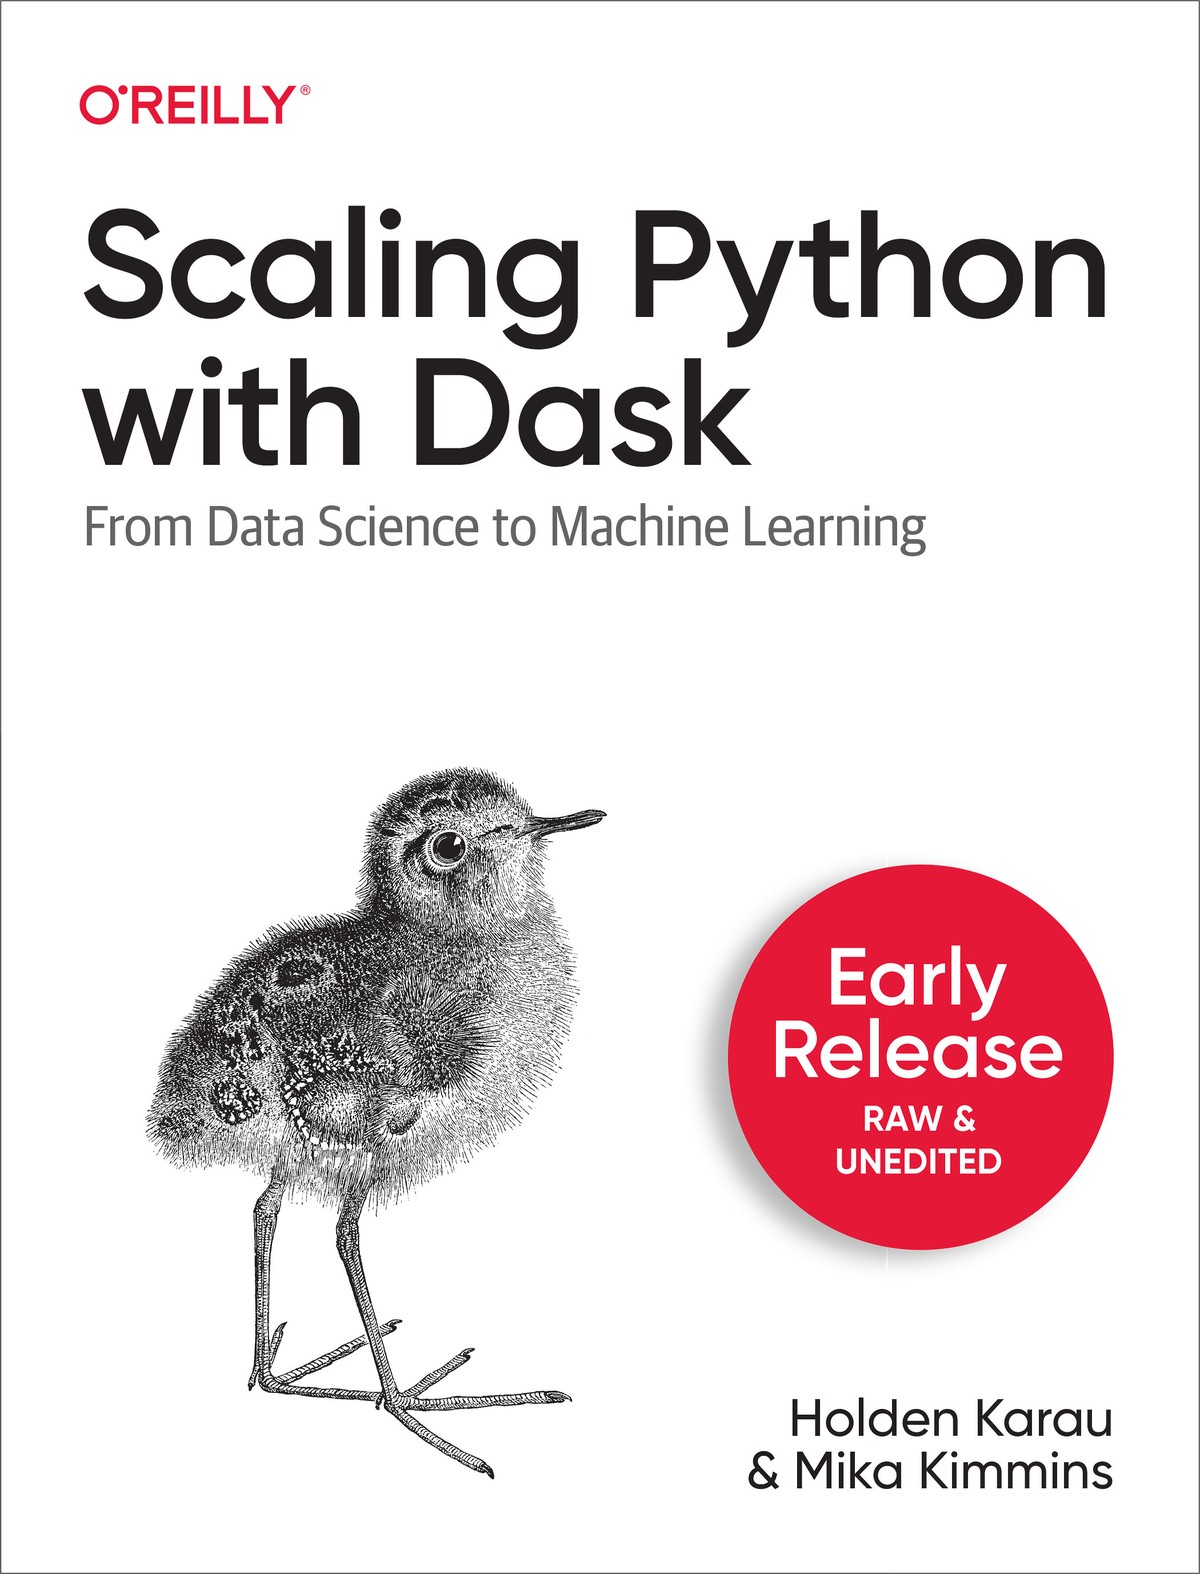 O'REILLY®
Scaling Python
with Dask
From Data Science to Machine Learning
Early
Release
RAW &
UNEDITED
Holden Karau
& Mika Kimmins